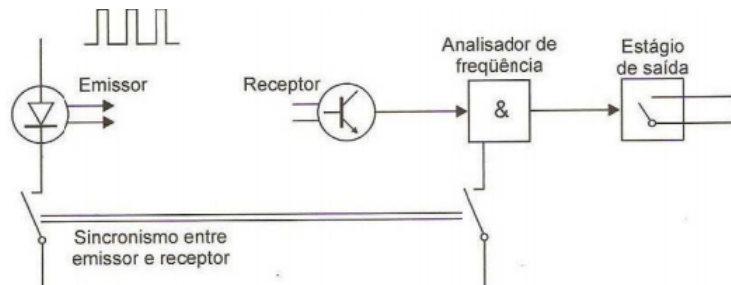 Emissor
Receptor
Analisador de
freqüência
Estágio
de saída
&
Sincronismo entre
emissor e receptor